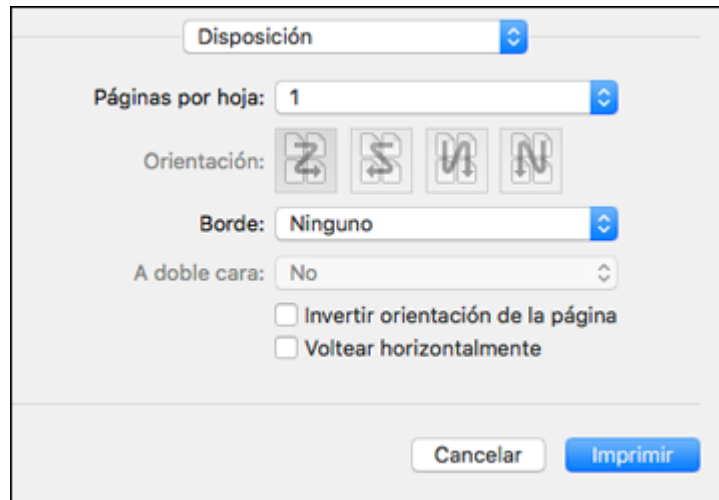 Disposición
Páginas por hoja: 1
Orientación:
Borde: Ninguno
A doble cara: No
Invertir orientación de la página
Voltear horizontalmente
Cancelar Imprimir